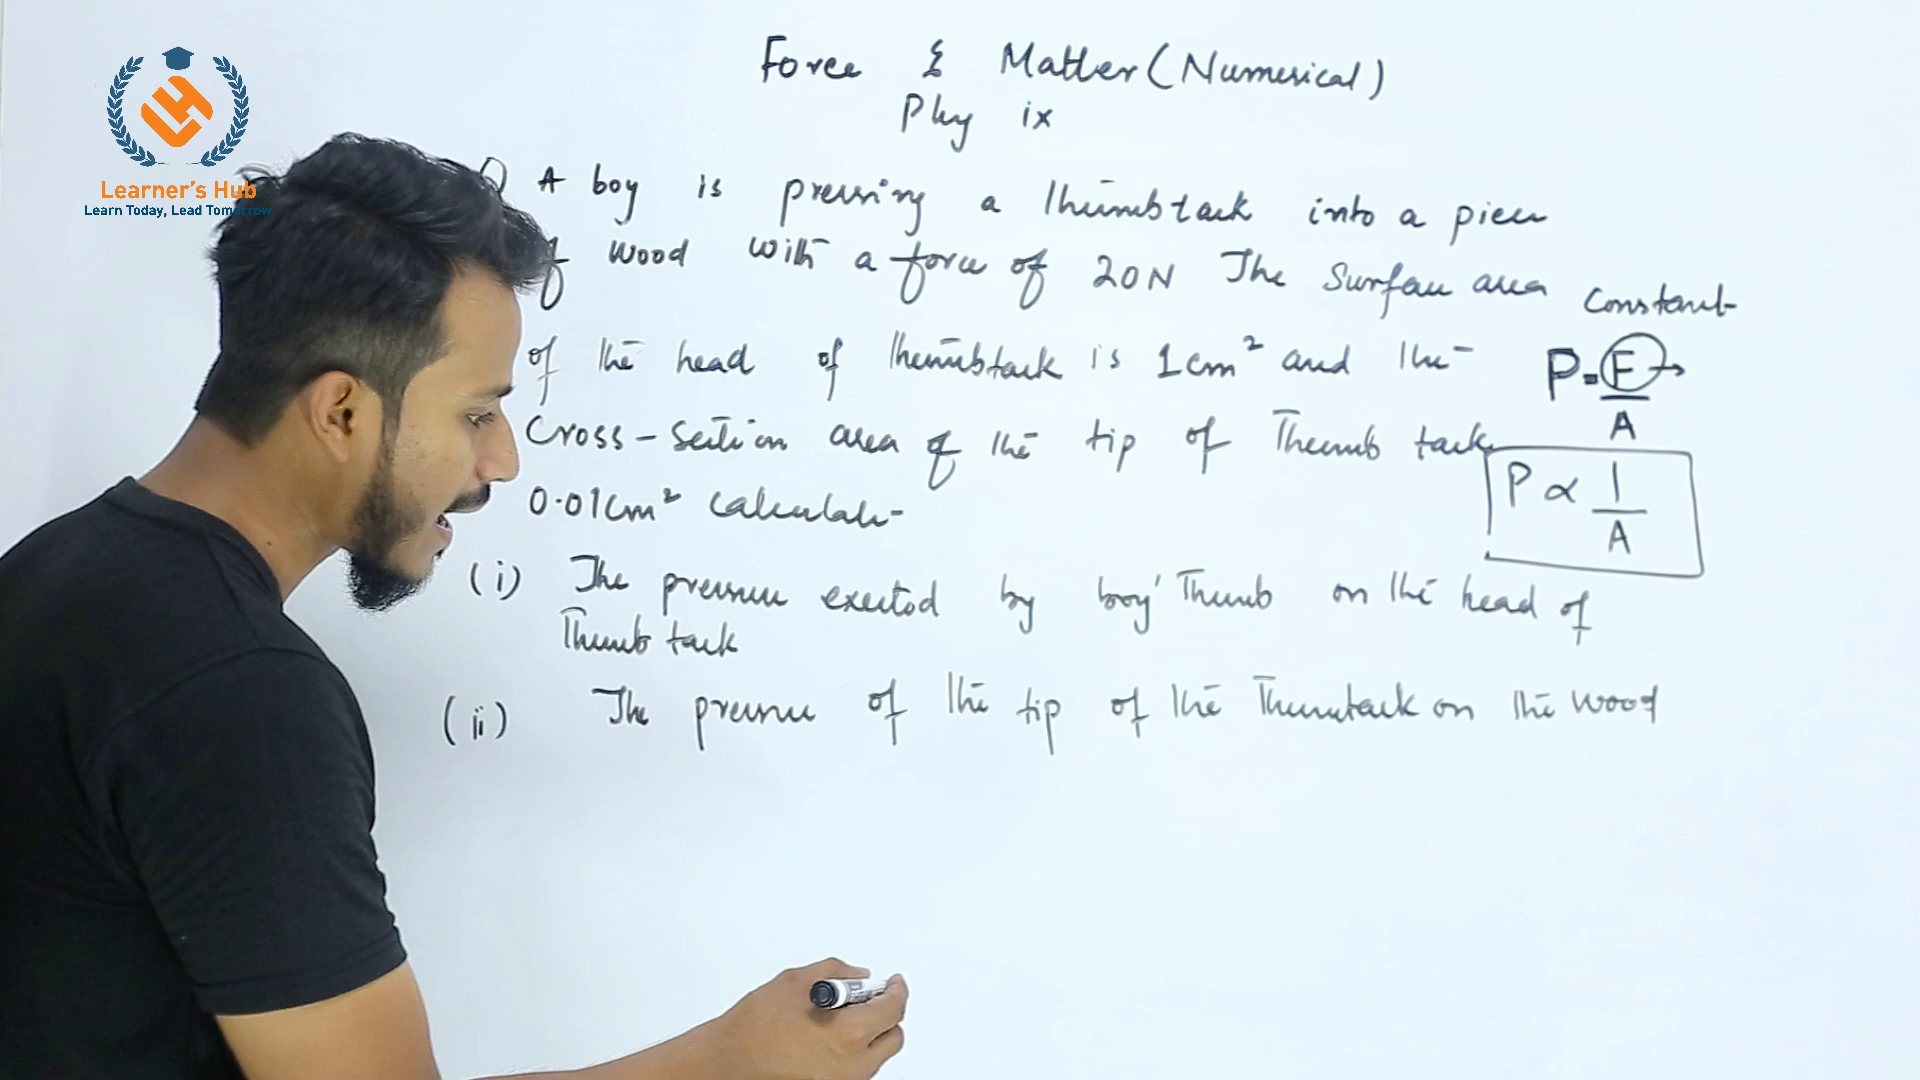 Learner's Hub
Learn Today, Lead Tomorrow
Force & Matter (Numerical)
Phy ix
Q A boy is pressing a thumbtack into a piece
of wood with a force of 20N The Surface area
of the head of thumbtack is 1cm² and the
Cross-section area of the tip of Thumb tack
0.01cm² calculate
(i) The pressure exerted by boy' Thumb on the head of
Thumb tack
(ii) The pressure of the tip of the Thumbtack on the wood
constant
P = F
A
P ∝ 1
A